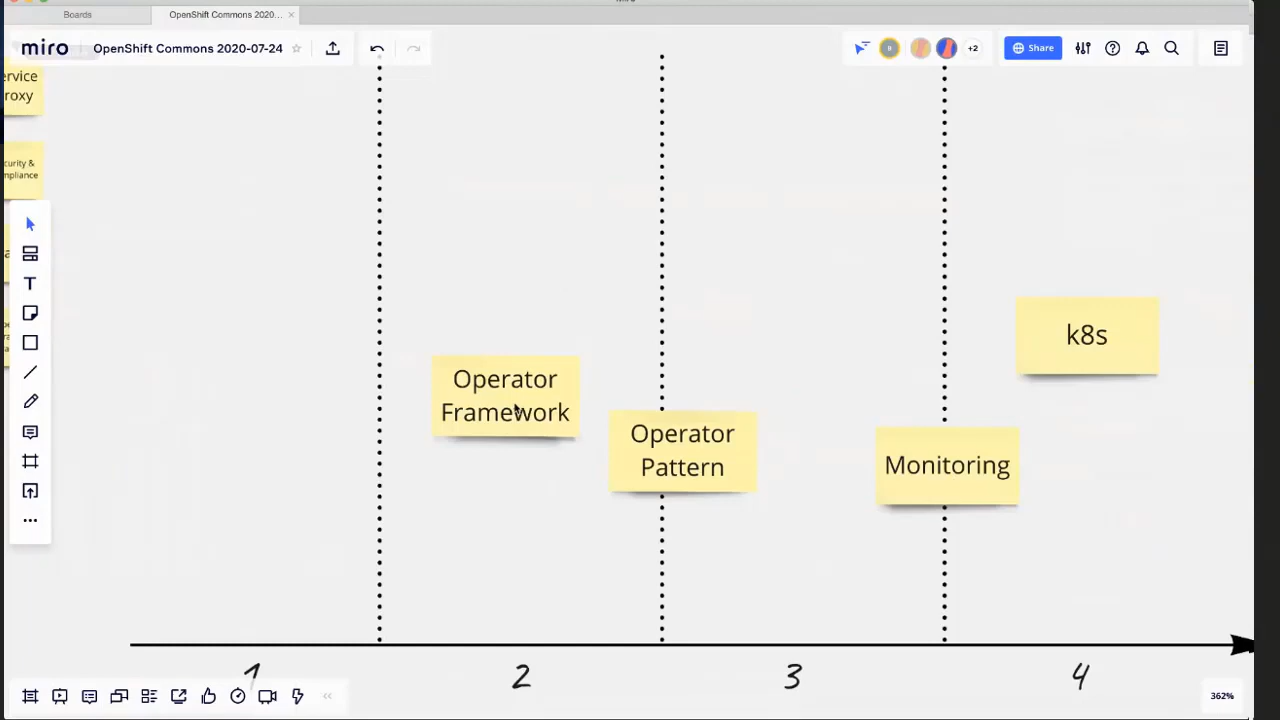 Boards
OpenShift Commons 2020...
miro
OpenShift Commons 2020-07-24
+2
Share
ervice
roxy
curity &
mpliance
k8s
Operator
Framework
Operator
Pattern
Monitoring
1
2
3
4
362%